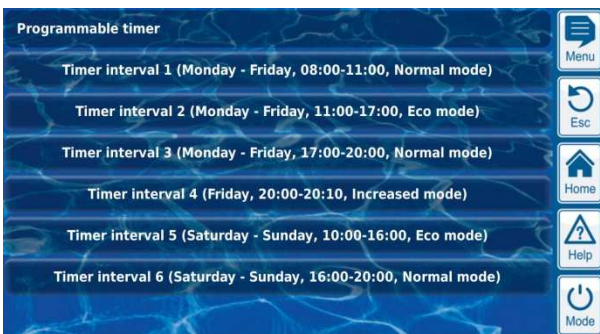 Programmable timer
Menu
Timer interval 1 (Monday - Friday, 08:00-11:00, Normal mode)
Timer interval 2 (Monday - Friday, 11:00-17:00, Eco mode)
Esc
Timer interval 3 (Monday - Friday, 17:00-20:00, Normal mode)
Timer interval 4 (Friday, 20:00-20:10, Increased mode)
Home
Timer interval 5 (Saturday - Sunday, 10:00-16:00, Eco mode)
?
Help
Timer interval 6 (Saturday - Sunday, 16:00-20:00, Normal mode)
Mode